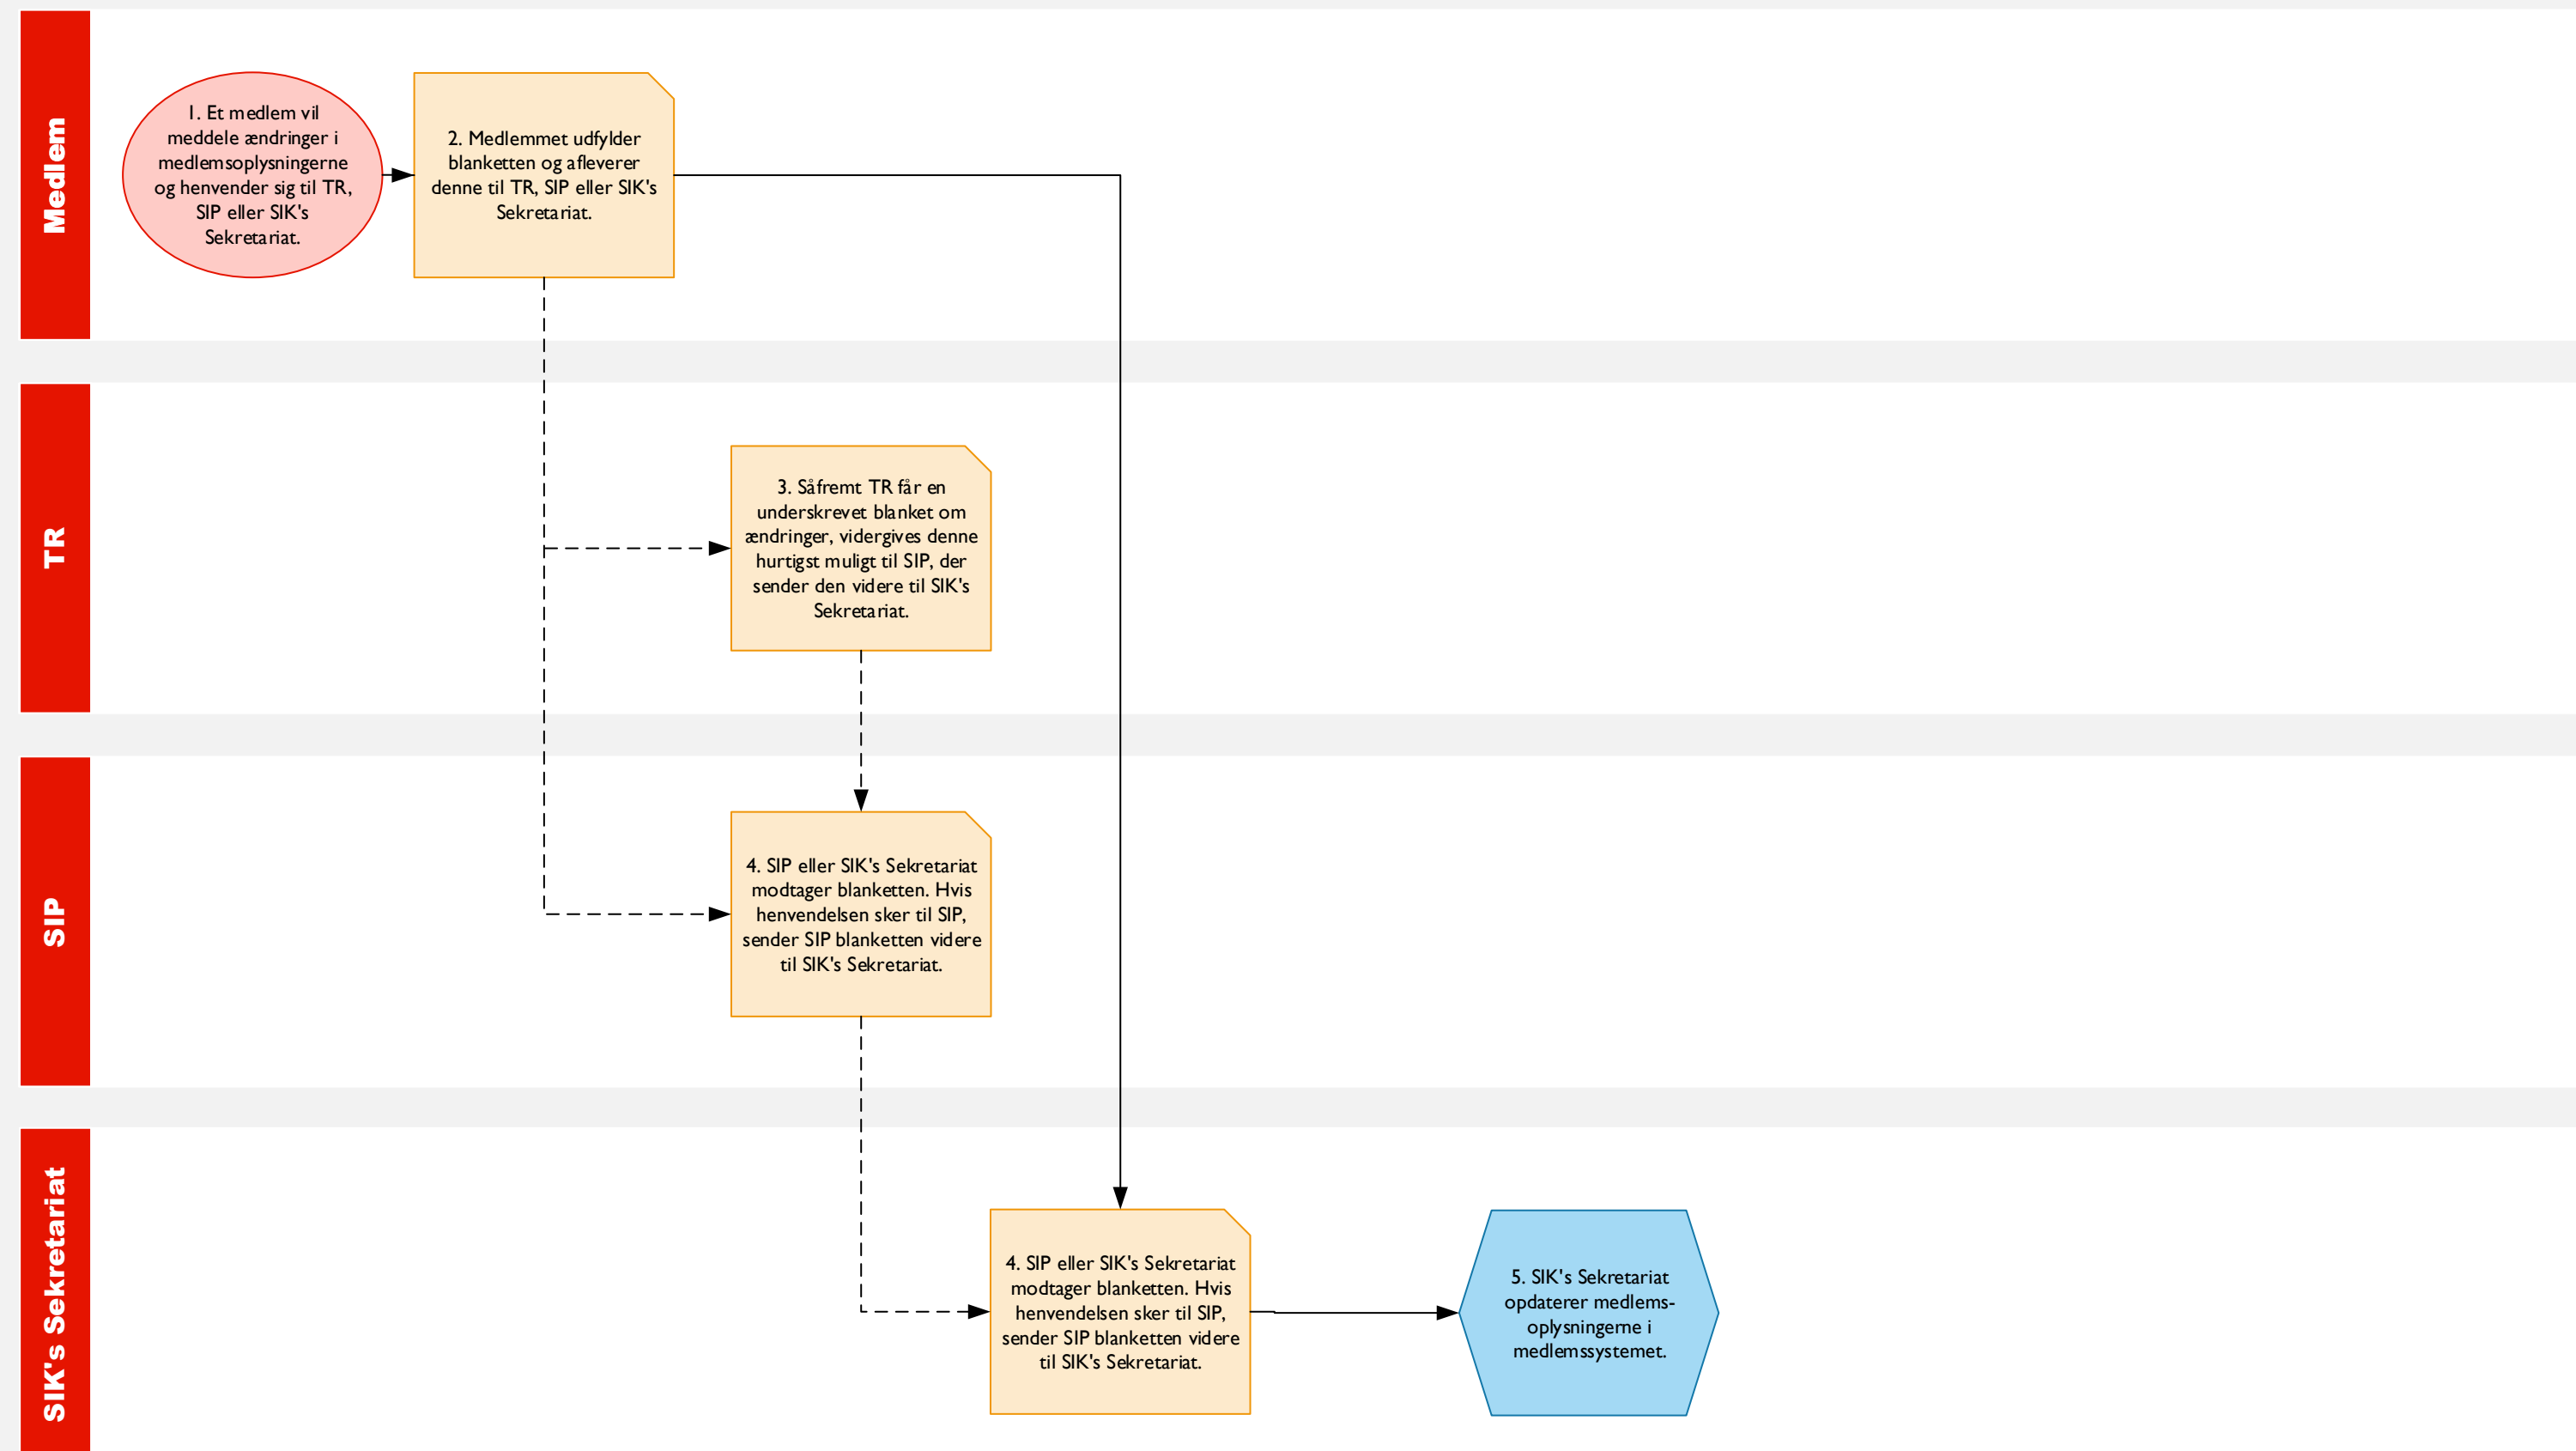 Medlem
1. Et medlem vil
meddele ændringer i
medlemsoplysningerne
og henvender sig til TR,
SIP eller SIK's
Sekretariat.
2. Medlemmet udfylder
blanketten og afleverer
denne til TR, SIP eller SIK's
Sekretariat.
TR
3. Såfremt TR får en
underskrevet blanket om
ændringer, vidergives denne
hurtigst muligt til SIP, der
sender den videre til SIK's
Sekretariat.
SIP
4. SIP eller SIK's Sekretariat
modtager blanketten. Hvis
henvendelsen sker til SIP,
sender SIP blanketten videre
til SIK's Sekretariat.
SIK's Sekretariat
4. SIP eller SIK's Sekretariat
modtager blanketten. Hvis
henvendelsen sker til SIP,
sender SIP blanketten videre
til SIK's Sekretariat.
5. SIK's Sekretariat
opdaterer medlems-
oplysningerne i
medlemssystemet.